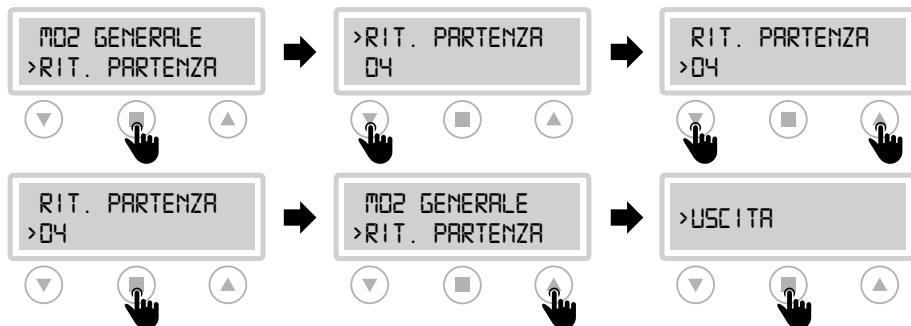 M02 GENERALE
>RIT. PARTENZA
>RIT. PARTENZA
04
RIT. PARTENZA
>04
RIT. PARTENZA
>04
M02 GENERALE
>RIT. PARTENZA
>USCITA